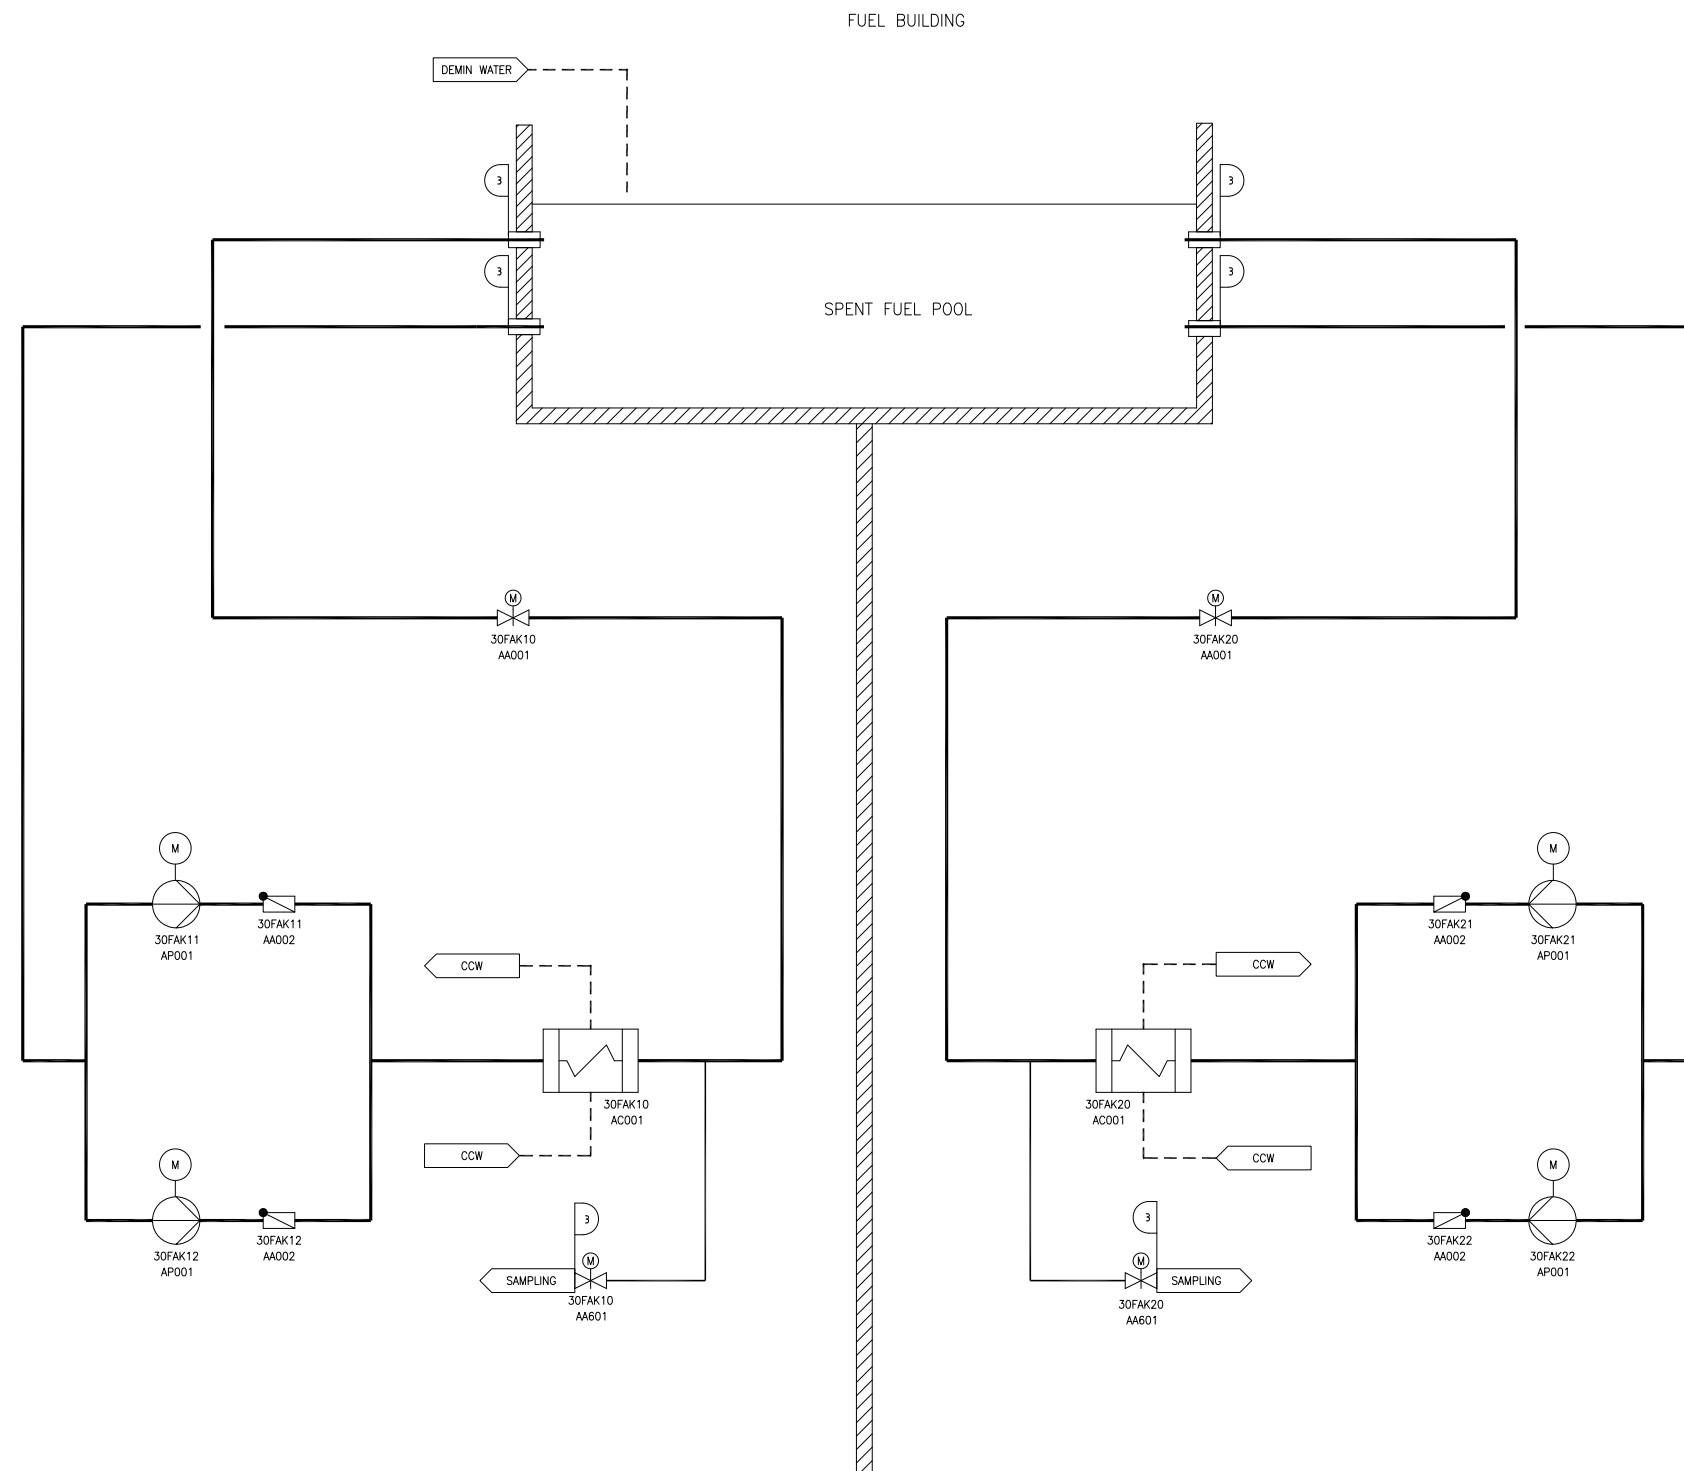 FUEL BUILDING
DEMIN WATER
3
3
3
3
SPENT FUEL POOL
M
30FAK10
AA001
M
30FAK20
AA001
M
30FAK11
AP001
30FAK11
AA002
M
30FAK21
AA002
30FAK21
AP001
CCW
CCW
30FAK10
AC001
30FAK20
AC001
CCW
CCW
M
30FAK12
AP001
30FAK12
AA002
M
30FAK22
AA002
30FAK22
AP001
3
M
SAMPLING
30FAK10
AA601
3
M
SAMPLING
30FAK20
AA601